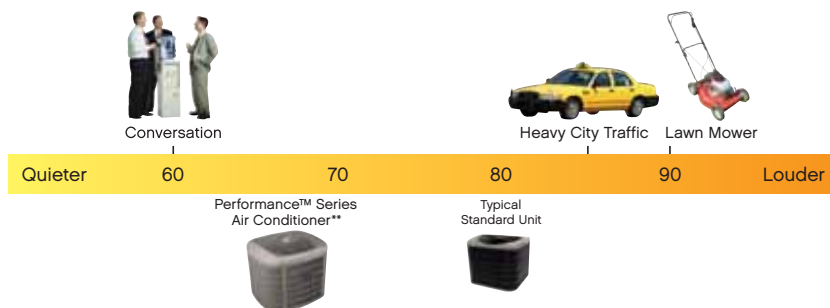 Conversation
Heavy City Traffic Lawn Mower
Quieter 60 70 80 90 Louder
Performance™ Series
Air Conditioner**
Typical
Standard Unit